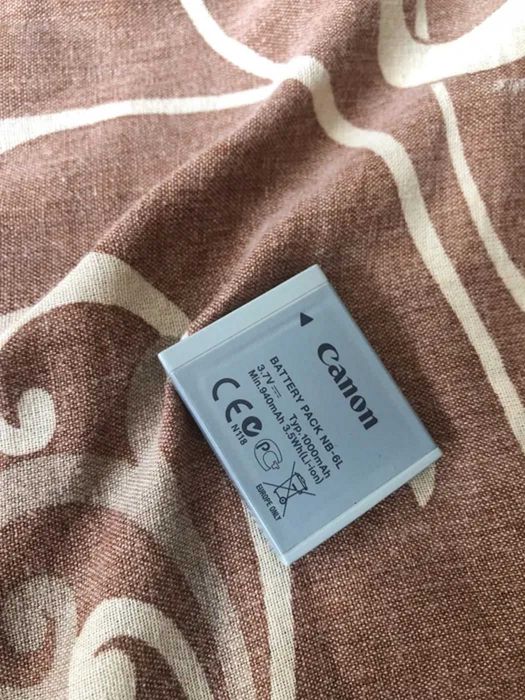 Canon
BATTERY PACK NB-6L
3.7V Typ.1000mAh
Min.940mAh 3.5Wh(Li-ion)
CE N118 PC
EUROPE ONLY